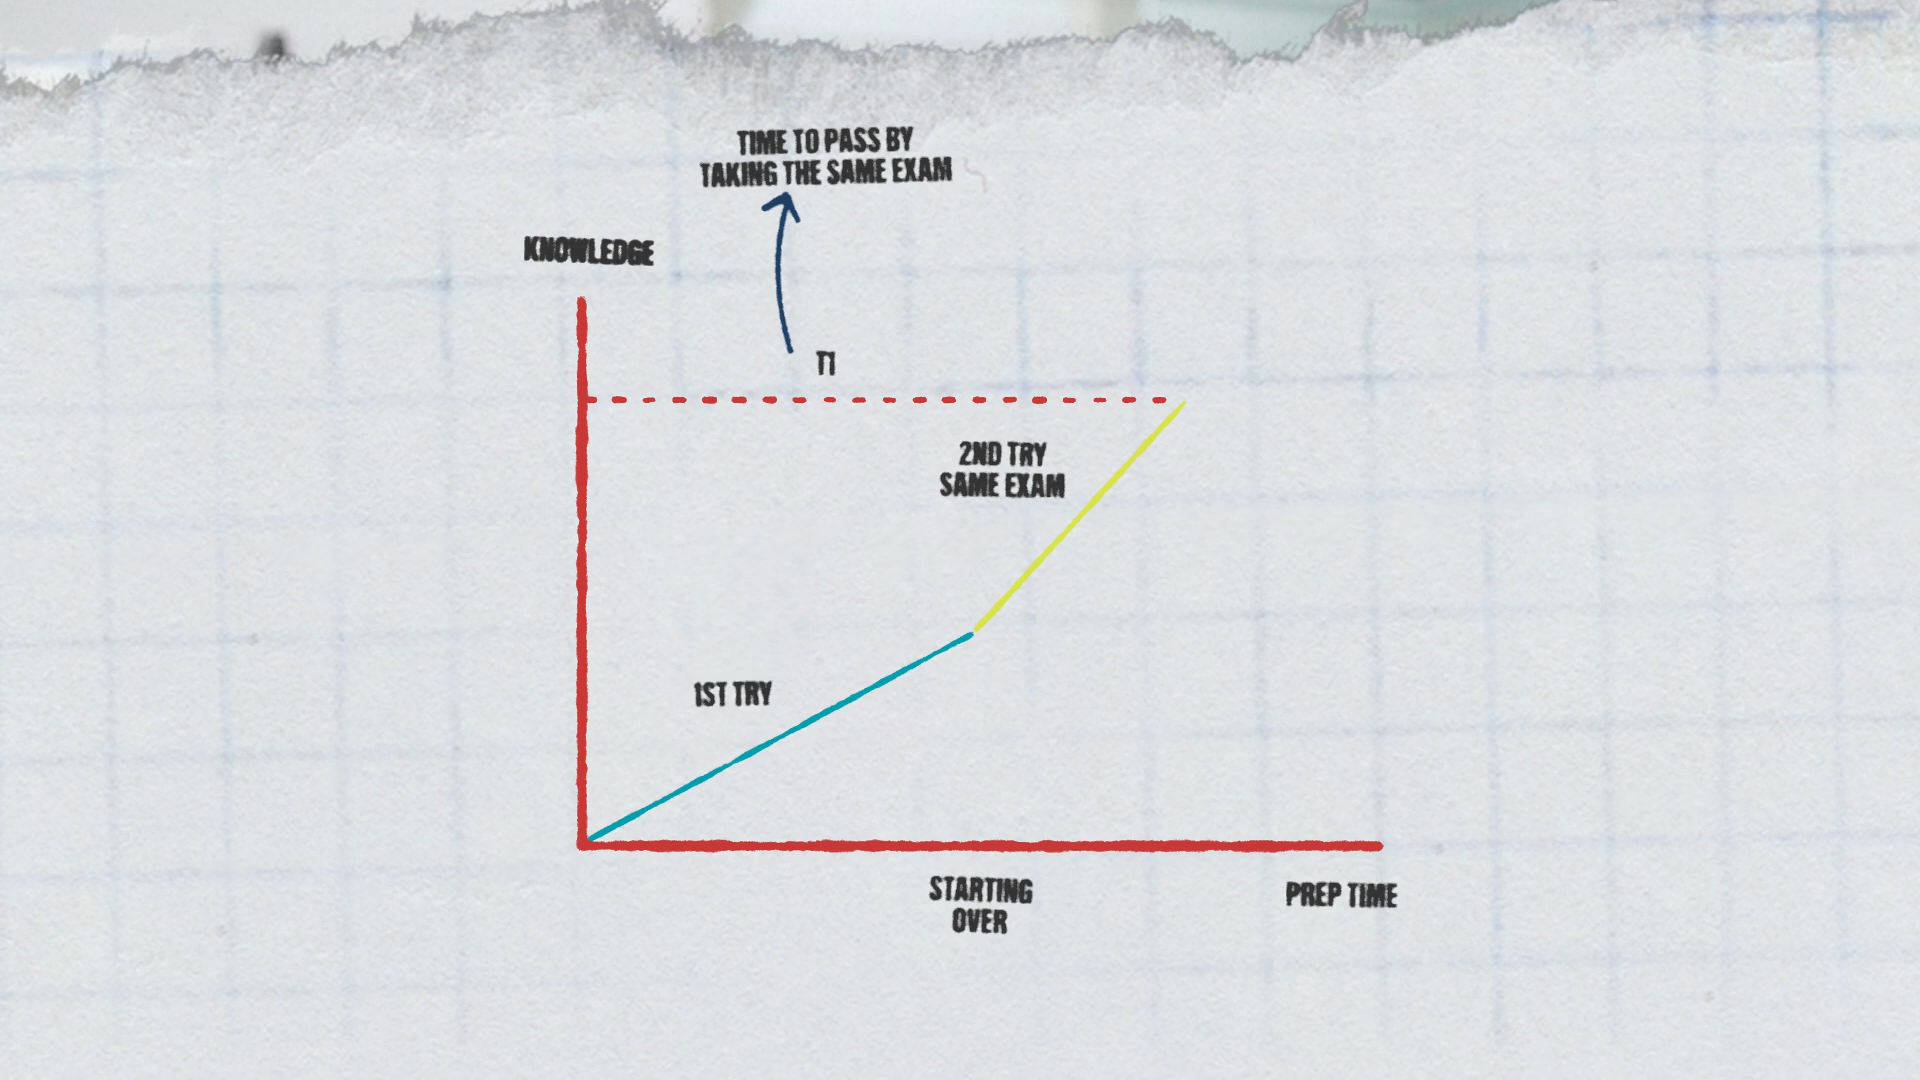 TIME TO PASS BY
TAKING THE SAME EXAM
KNOWLEDGE
T1
2ND TRY
SAME EXAM
1ST TRY
STARTING
OVER
PREP TIME